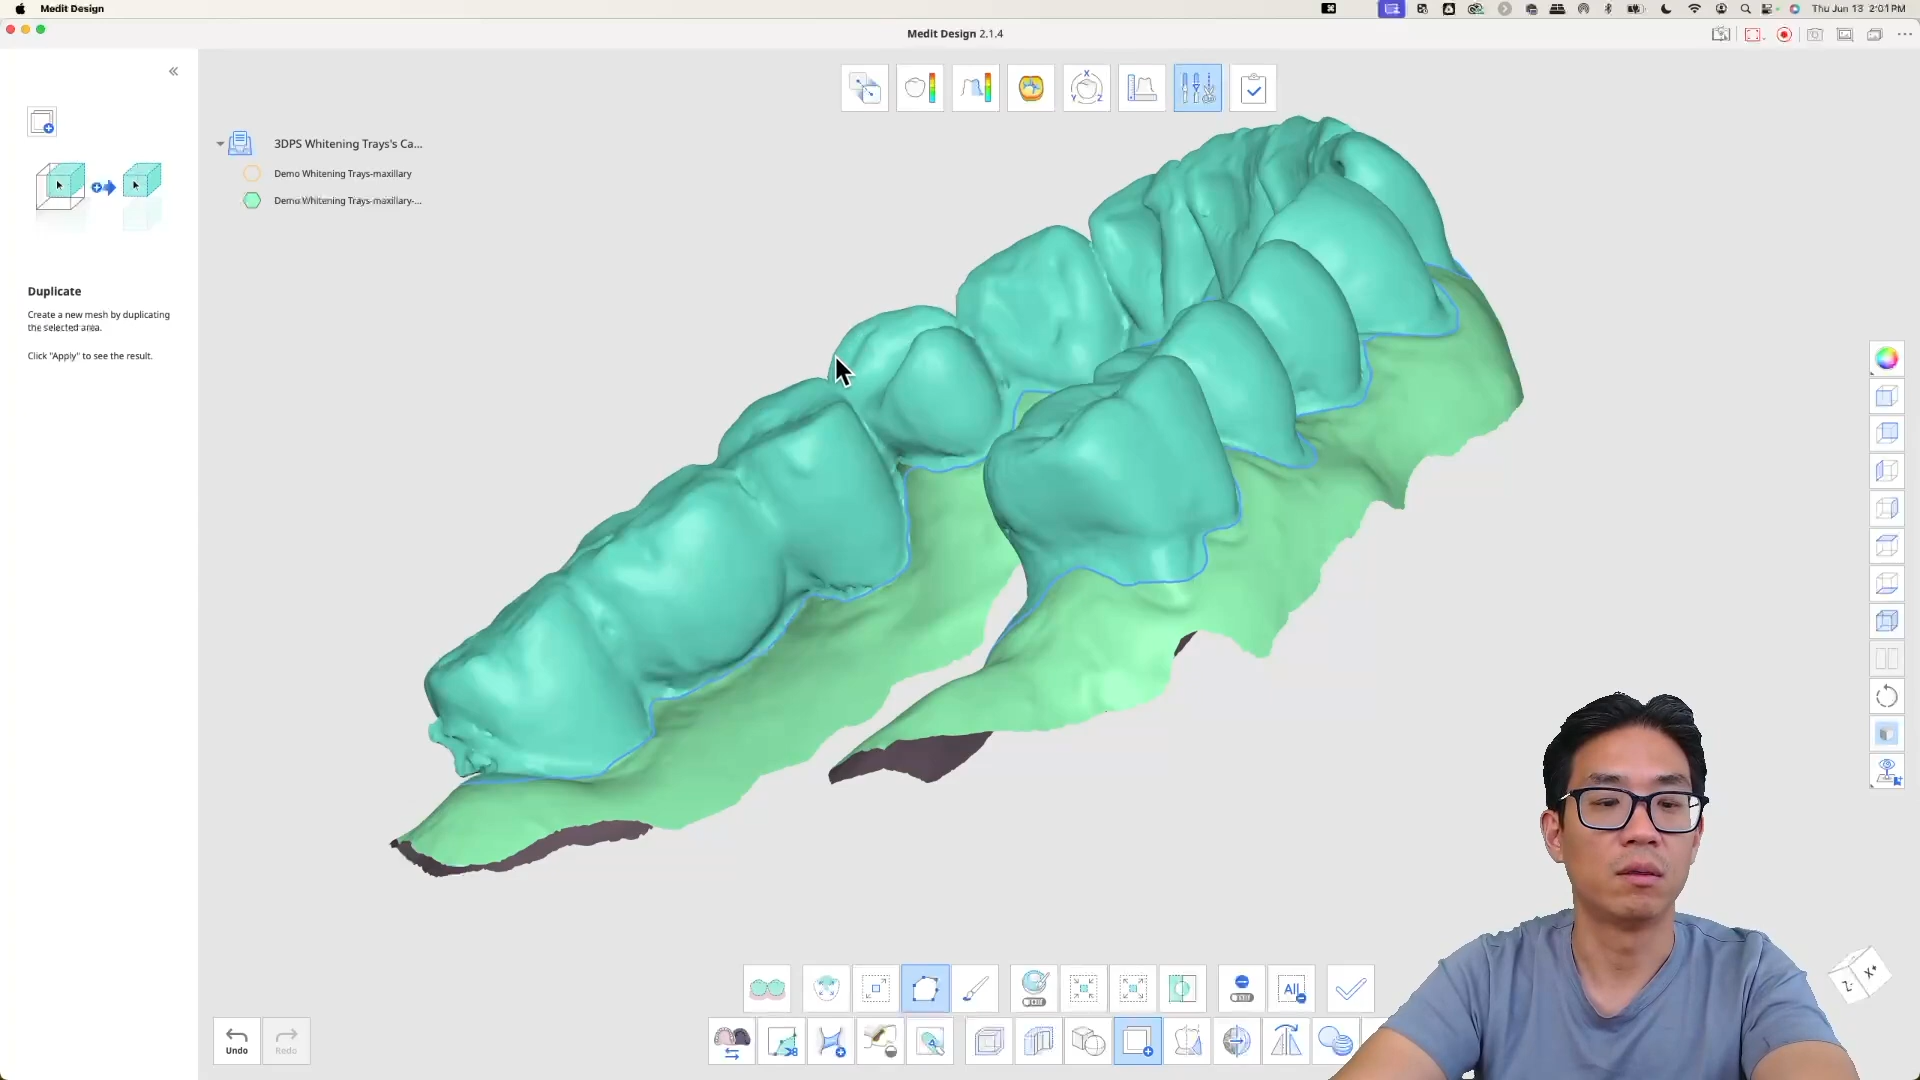 Medit Design
Thu Jun 13 2:01 PM
Medit Design 2.1.4
3DPS Whitening Trays's Ca...
Demo Whitening Trays-maxillary
Demo Whitening Trays-maxillary-...
Duplicate
Create a new mesh by duplicating
the selected area.
Click "Apply" to see the result.
X
Y
Z
All
X+
Z-
Undo
Redo